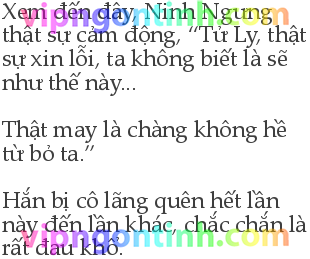 Xem đến đây, Ninh Ngưng
vipngontinh.com
thật sự cảm động, “Tử Ly, thật
sự xin lỗi, ta không biết là sẽ
như thế này...
Thật may là chàng không hề
từ bỏ ta.”
Hắn bị cô lãng quên hết lần
này đến lần khác, chắc chắn là
vipngontinh.com
rất đau khổ.